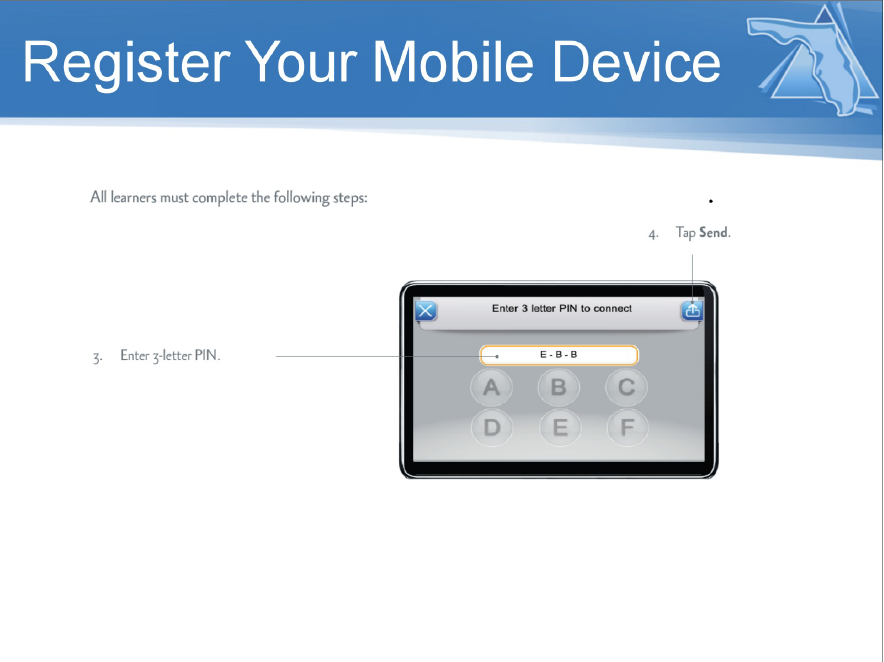 Register Your Mobile Device
All learners must complete the following steps:
.
4. Tap Send.
Enter 3 letter PIN to connect
3. Enter 3-letter PIN.
E - B - B
A B C
D E F